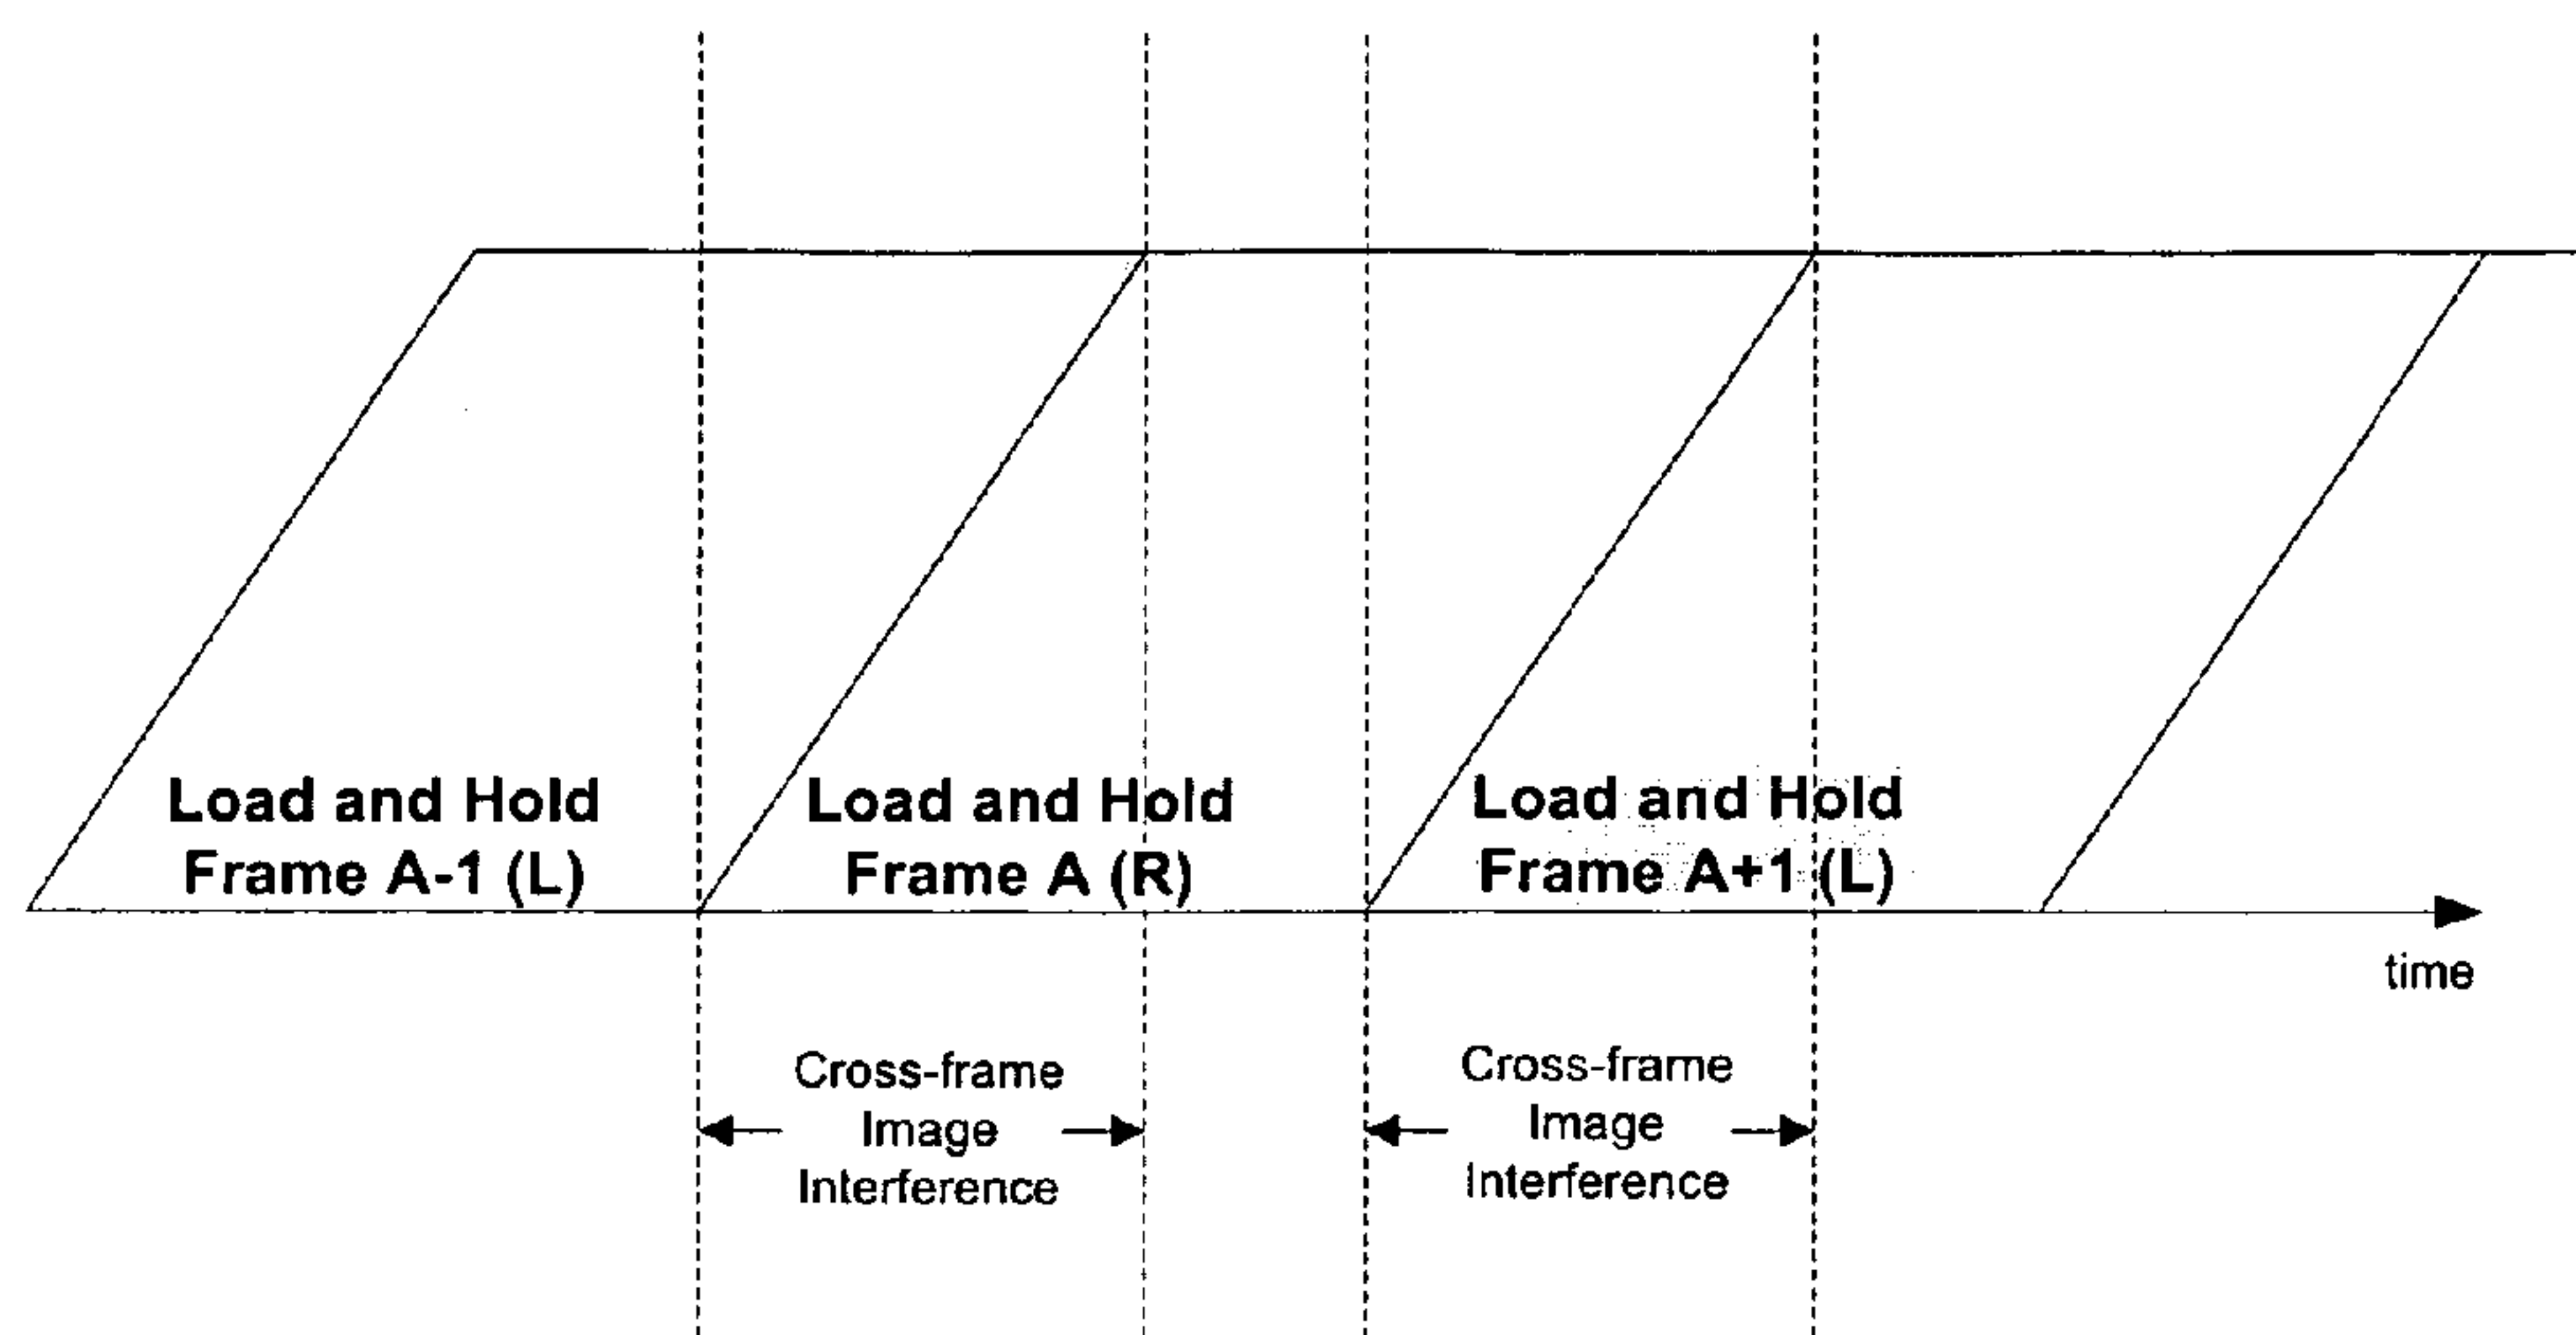 Load and Hold
Frame A-1 (L)
Load and Hold
Frame A (R)
Load and Hold
Frame A+1 (L)
time
Cross-frame
Image
Interference
Cross-frame
Image
Interference